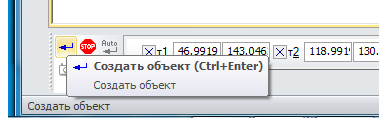 STOP Auto т1 46.9919 143.046 т2 118.991 130.
Создать объект (Ctrl+Enter)
Создать объект
Создать объект